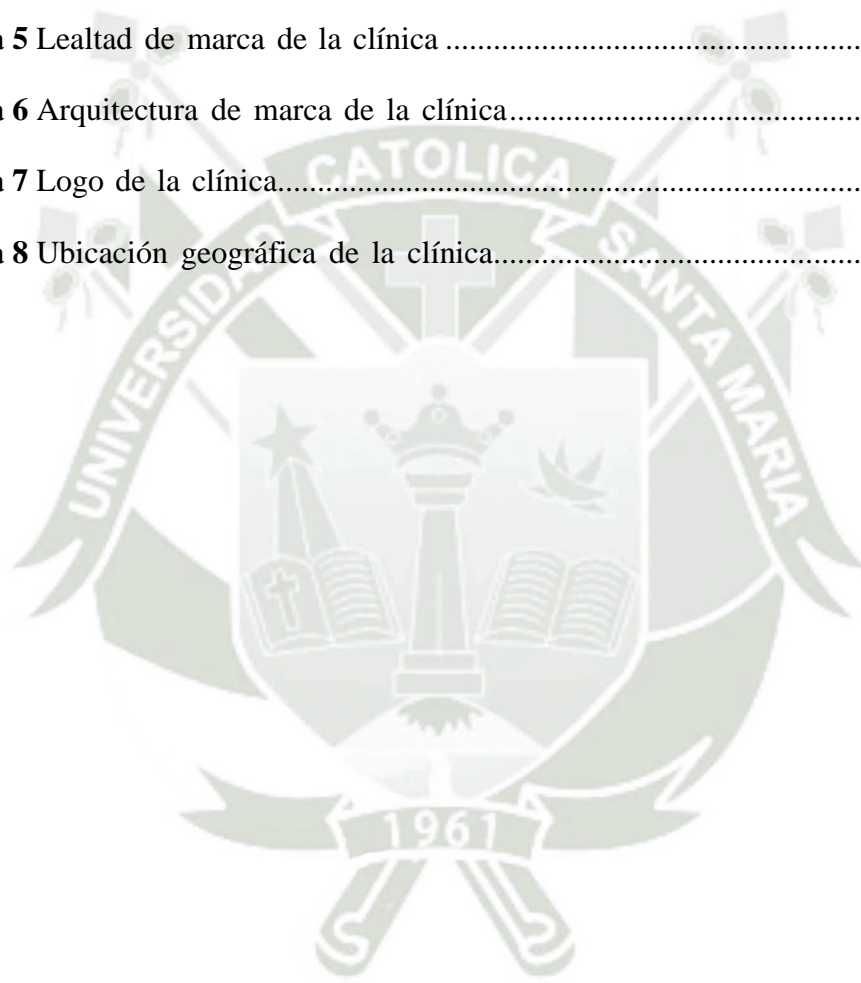 a 5 Lealtad de marca de la clínica ................................................................
a 6 Arquitectura de marca de la clínica........................................................
a 7 Logo de la clínica....................................................................................
a 8 Ubicación geográfica de la clínica..........................................................
UNIVERSIDAD CATOLICA SANTA MARIA
1961